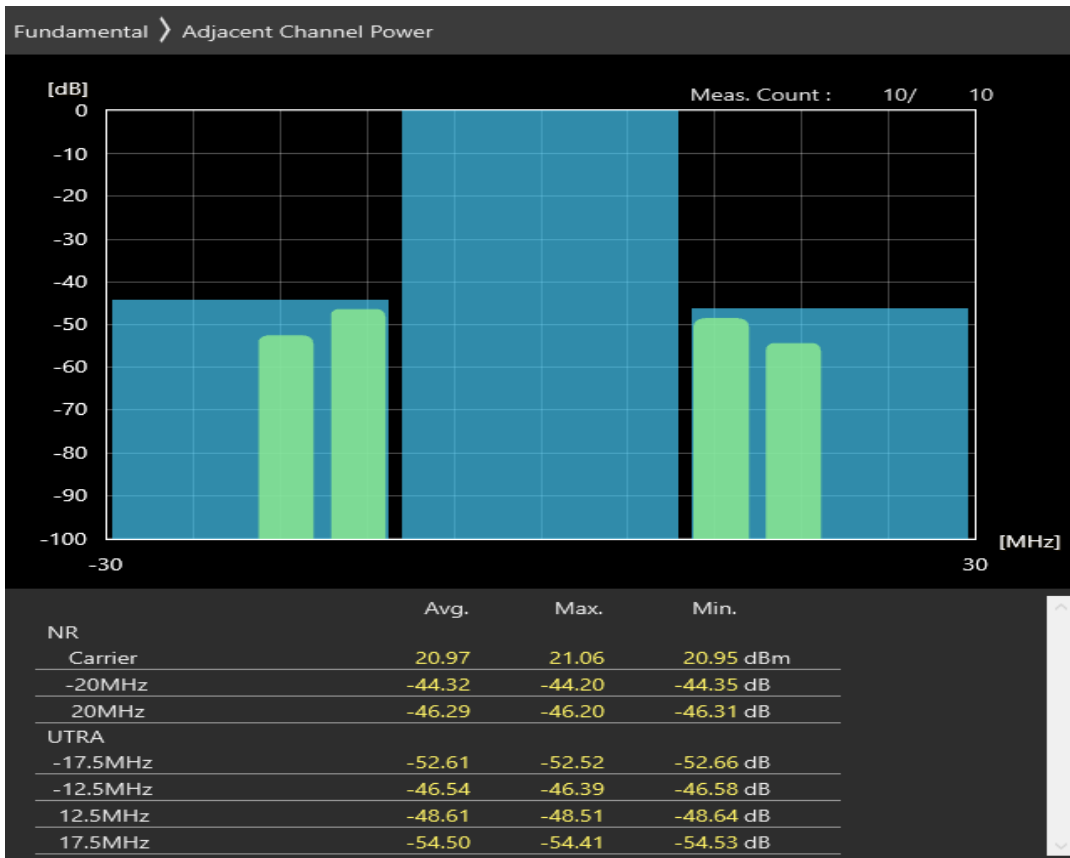 Fundamental 〉 Adjacent Channel Power
[dB]
Meas. Count : 10/ 10
0
-10
-20
-30
-40
-50
-60
-70
-80
-90
-100
[MHz]
-30 30
Avg. Max. Min.
NR
Carrier 20.97 21.06 20.95 dBm
-20MHz -44.32 -44.20 -44.35 dB
20MHz -46.29 -46.20 -46.31 dB
UTRA
-17.5MHz -52.61 -52.52 -52.66 dB
-12.5MHz -46.54 -46.39 -46.58 dB
12.5MHz -48.61 -48.51 -48.64 dB
17.5MHz -54.50 -54.41 -54.53 dB